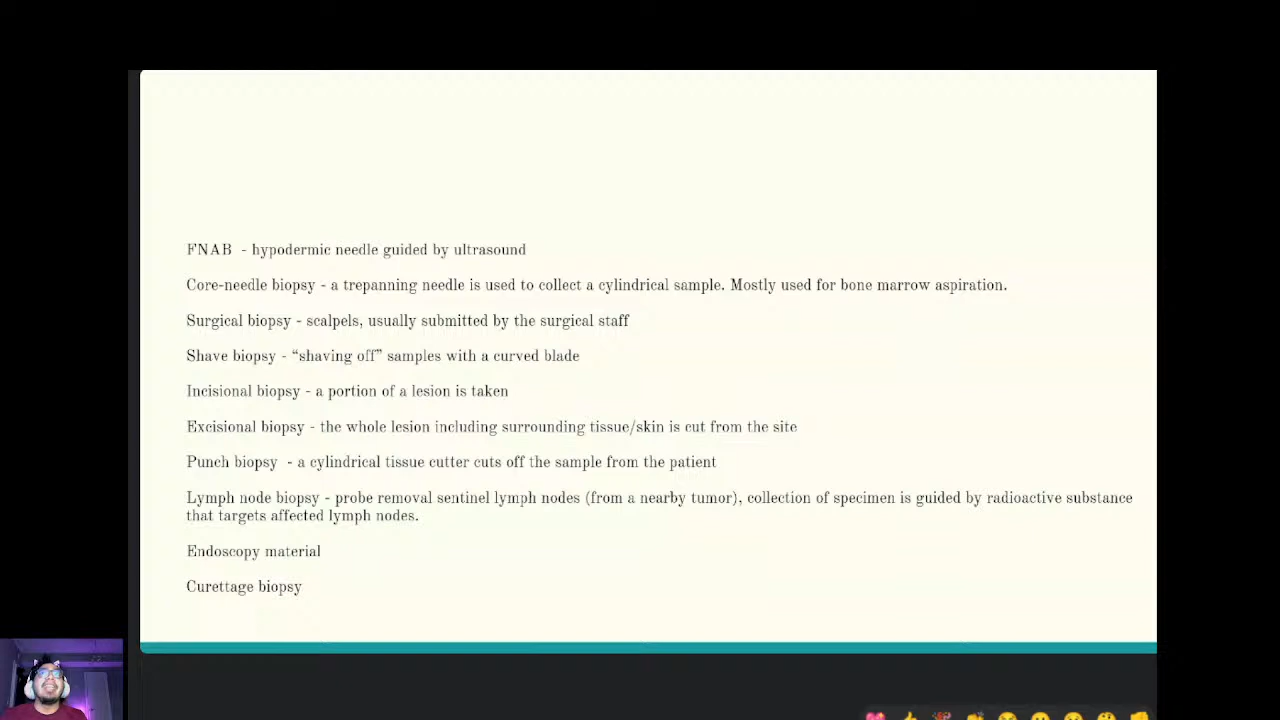 FNAB  - hypodermic needle guided by ultrasound
Core-needle biopsy - a trepanning needle is used to collect a cylindrical sample. Mostly used for bone marrow aspiration.
Surgical biopsy - scalpels, usually submitted by the surgical staff
Shave biopsy - “shaving off” samples with a curved blade
Incisional biopsy - a portion of a lesion is taken
Excisional biopsy - the whole lesion including surrounding tissue/skin is cut from the site
Punch biopsy  - a cylindrical tissue cutter cuts off the sample from the patient
Lymph node biopsy - probe removal sentinel lymph nodes (from a nearby tumor), collection of specimen is guided by radioactive substance
that targets affected lymph nodes.
Endoscopy material
Curettage biopsy